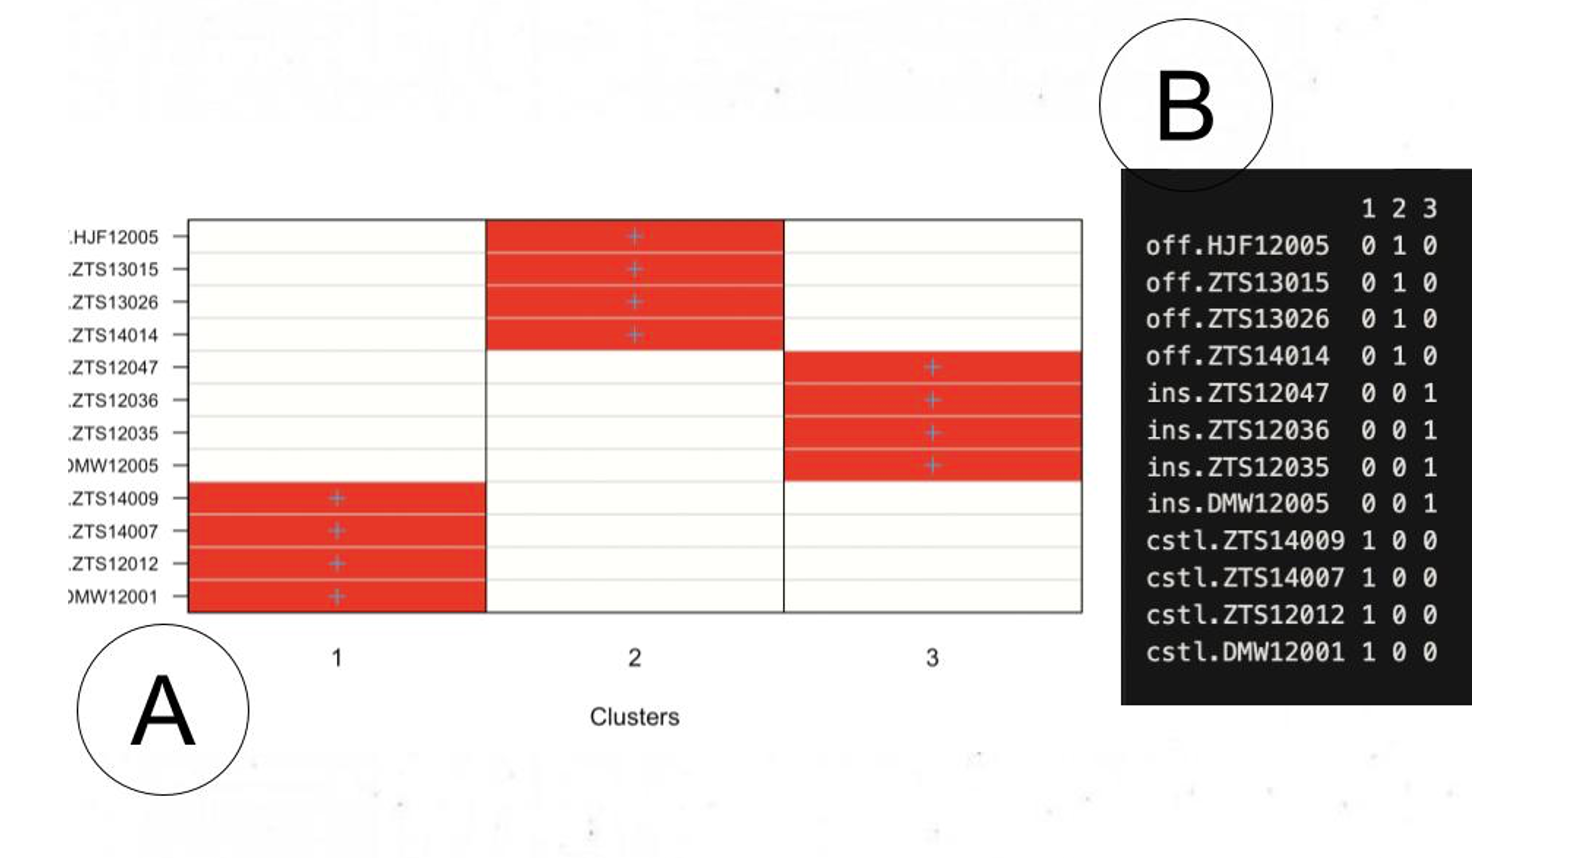 B
.HJF12005
.ZTS13015
.ZTS13026
.ZTS14014
.ZTS12047
.ZTS12036
.ZTS12035
DMW12005
.ZTS14009
.ZTS14007
.ZTS12012
DMW12001
1 2 3
Clusters
A
1 2 3
off.HJF12005 0 1 0
off.ZTS13015 0 1 0
off.ZTS13026 0 1 0
off.ZTS14014 0 1 0
ins.ZTS12047 0 0 1
ins.ZTS12036 0 0 1
ins.ZTS12035 0 0 1
ins.DMW12005 0 0 1
cstl.ZTS14009 1 0 0
cstl.ZTS14007 1 0 0
cstl.ZTS12012 1 0 0
cstl.DMW12001 1 0 0